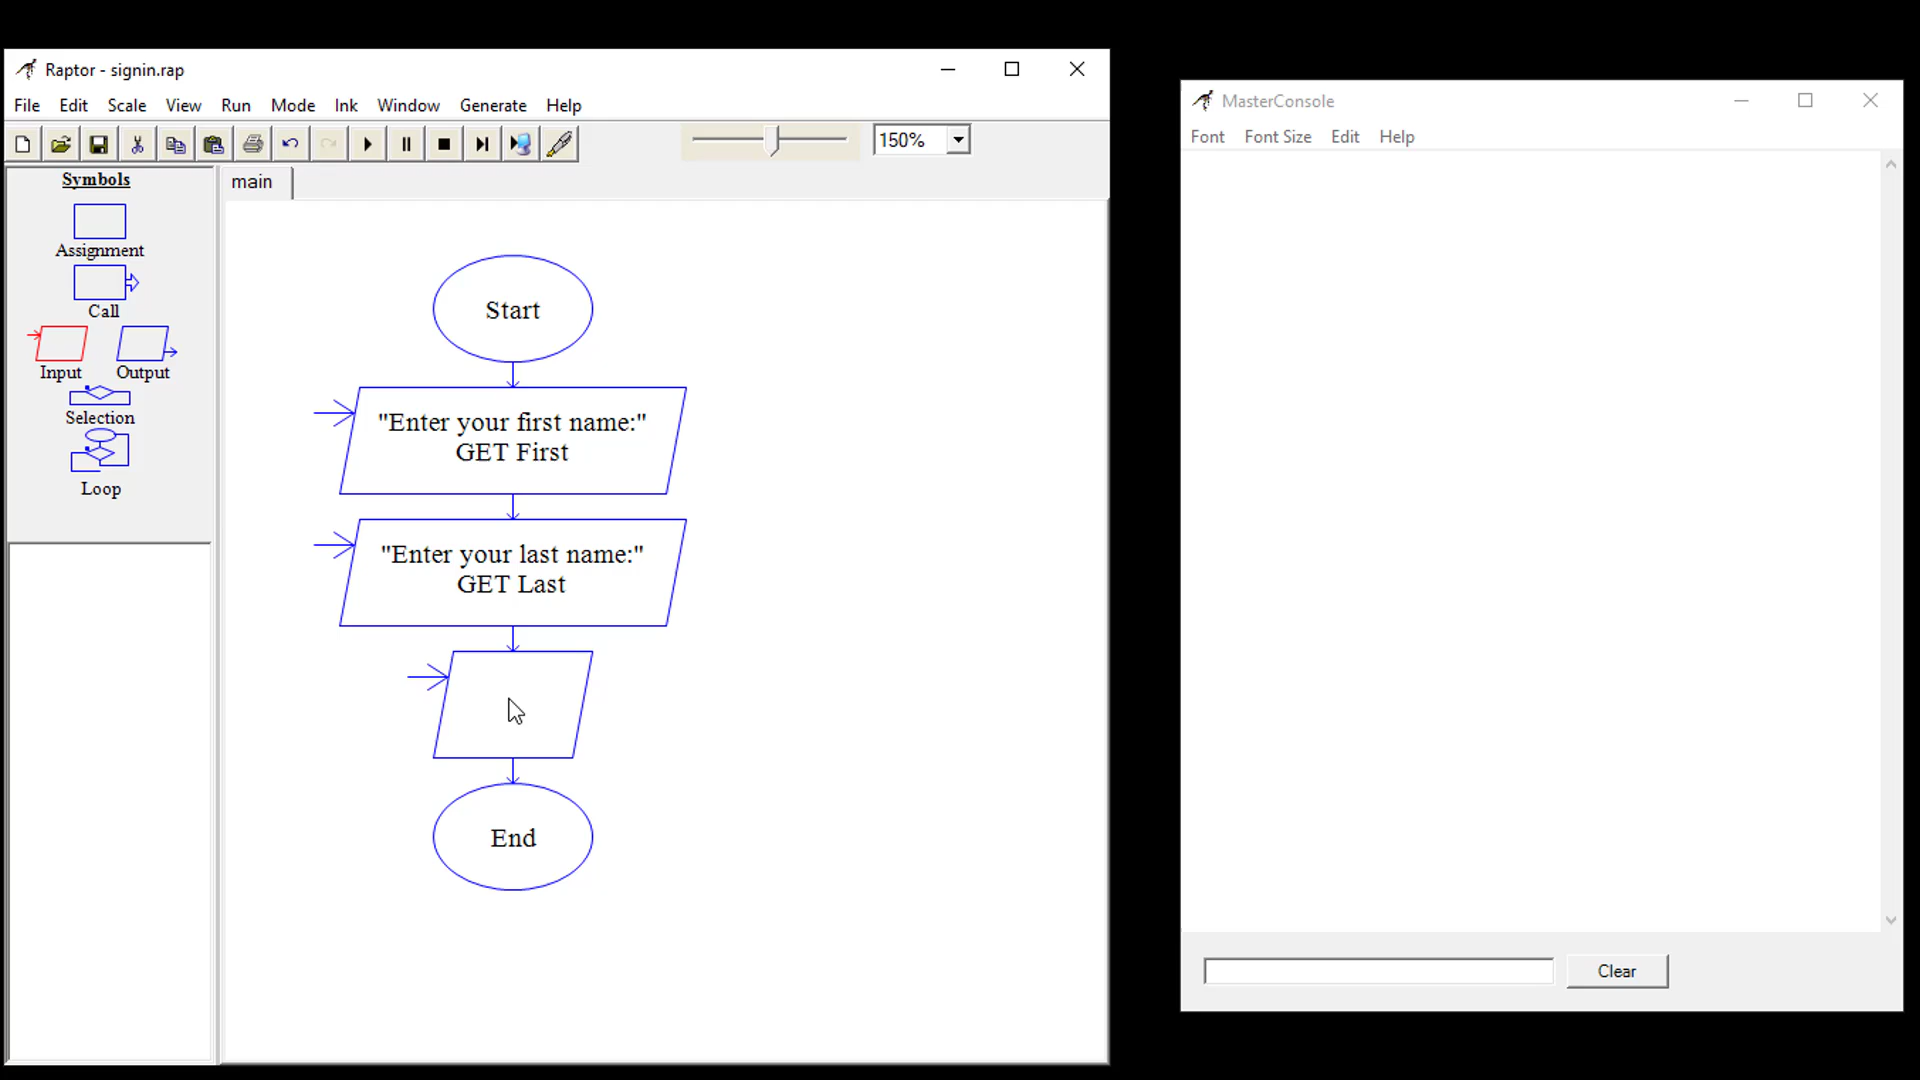 Raptor - signin.rap
File Edit Scale View Run Mode Ink Window Generate Help
150%
Symbols
Assignment
Call
Input Output
Selection
Loop
main
Start
"Enter your first name:"
GET First
"Enter your last name:"
GET Last
End
MasterConsole
Font Font Size Edit Help
Clear